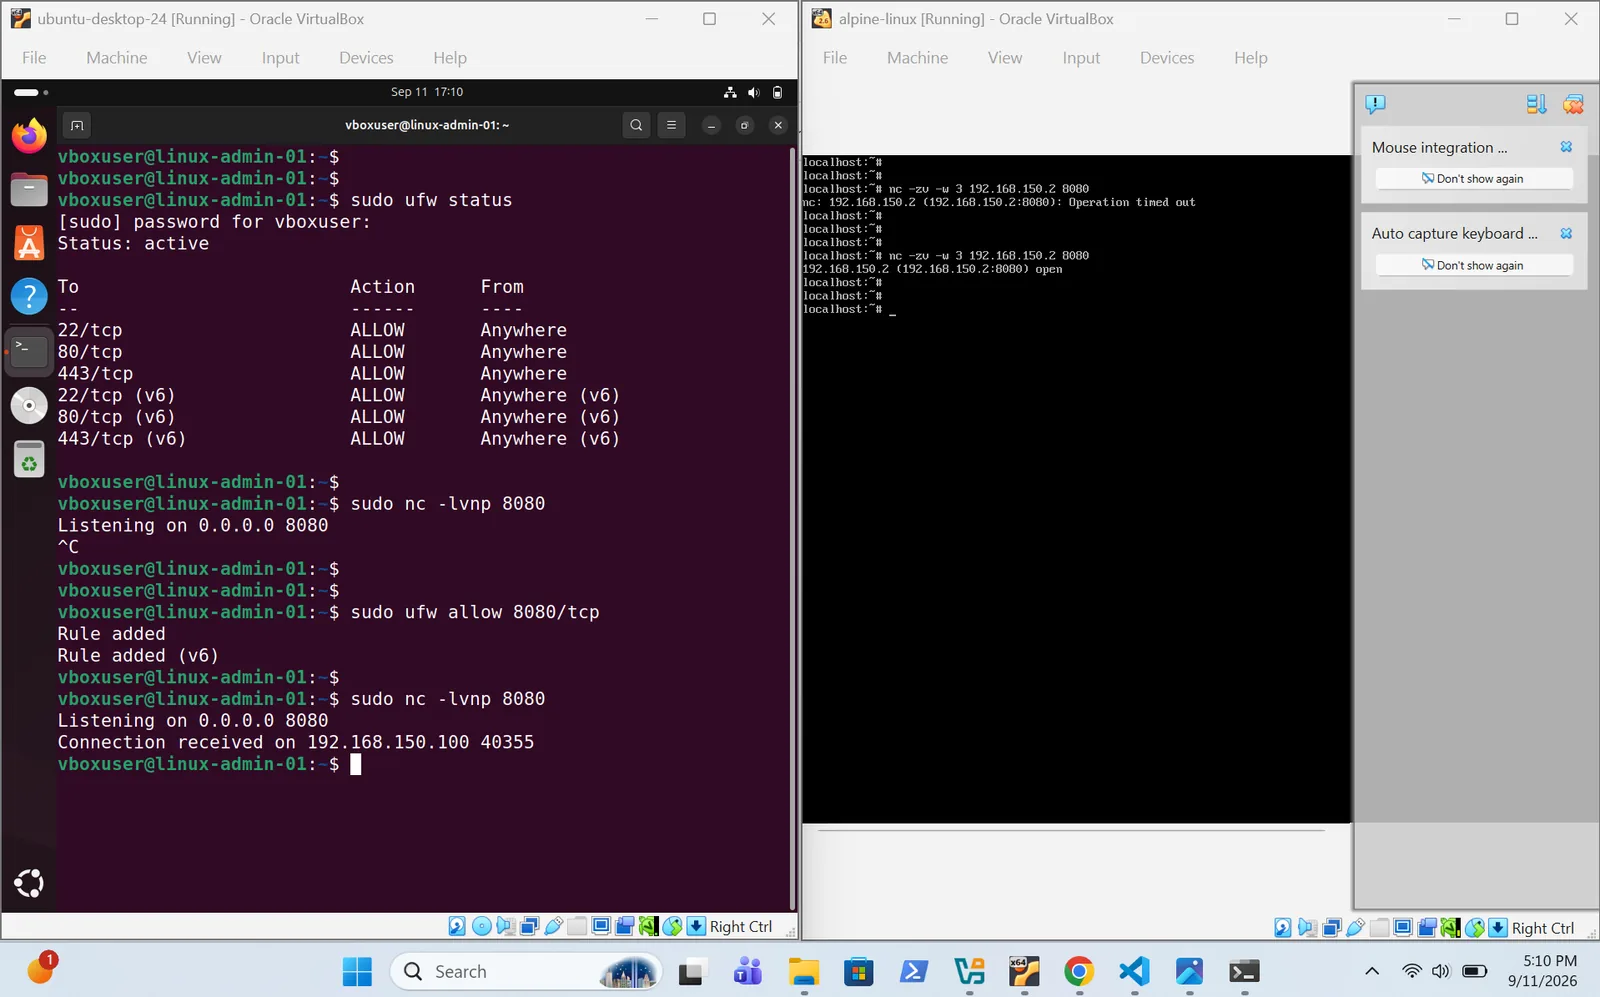 ubuntu-desktop-24 [Running] - Oracle VirtualBox
File Machine View Input Devices Help
Sep 11 17:10
vboxuser@linux-admin-01: ~
vboxuser@linux-admin-01:~$
vboxuser@linux-admin-01:~$
vboxuser@linux-admin-01:~$ sudo ufw status
[sudo] password for vboxuser:
Status: active
To Action From
-- ------ ----
22/tcp ALLOW Anywhere
80/tcp ALLOW Anywhere
443/tcp ALLOW Anywhere
22/tcp (v6) ALLOW Anywhere (v6)
80/tcp (v6) ALLOW Anywhere (v6)
443/tcp (v6) ALLOW Anywhere (v6)
vboxuser@linux-admin-01:~$
vboxuser@linux-admin-01:~$ sudo nc -lvnp 8080
Listening on 0.0.0.0 8080
^C
vboxuser@linux-admin-01:~$
vboxuser@linux-admin-01:~$
vboxuser@linux-admin-01:~$ sudo ufw allow 8080/tcp
Rule added
Rule added (v6)
vboxuser@linux-admin-01:~$
vboxuser@linux-admin-01:~$ sudo nc -lvnp 8080
Listening on 0.0.0.0 8080
Connection received on 192.168.150.100 40355
vboxuser@linux-admin-01:~$
Right Ctrl
alpine-linux [Running] - Oracle VirtualBox
File Machine View Input Devices Help
localhost:~#
localhost:~#
localhost:~# nc -zv -w 3 192.168.150.2 8080
nc: 192.168.150.2 (192.168.150.2:8080): Operation timed out
localhost:~#
localhost:~#
localhost:~#
localhost:~# nc -zv -w 3 192.168.150.2 8080
192.168.150.2 (192.168.150.2:8080) open
localhost:~#
localhost:~#
localhost:~# _
Mouse integration ...
Don't show again
Auto capture keyboard ...
Don't show again
Right Ctrl
1
Search
5:10 PM
9/11/2026